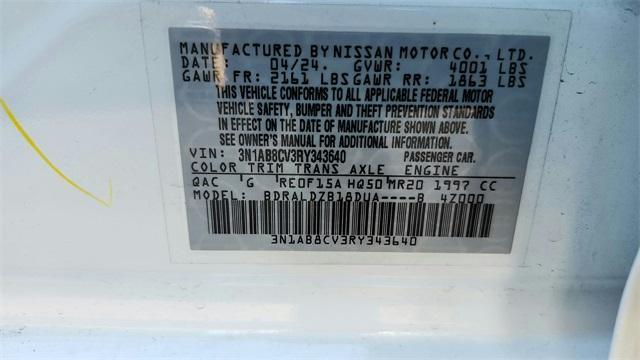 MANUFACTURED BY NISSAN MOTOR CO., LTD.
DATE: 04/24. GVWR: 4001 LBS
GAWR FR: 2161 LBS GAWR RR: 1863 LBS
THIS VEHICLE CONFORMS TO ALL APPLICABLE FEDERAL MOTOR
VEHICLE SAFETY, BUMPER AND THEFT PREVENTION STANDARDS
IN EFFECT ON THE DATE OF MANUFACTURE SHOWN ABOVE.
SEE OWNER'S MANUAL FOR ADDITIONAL INFORMATION
VIN: 3N1AB8CV3RY343640 PASSENGER CAR.
COLOR TRIM TRANS AXLE ENGINE
QAC G RE0F15A HQ50 MR20 1997 CC
MODEL: BDRALDZB18DUA----B 4Z000
3N1AB8CV3RY343640